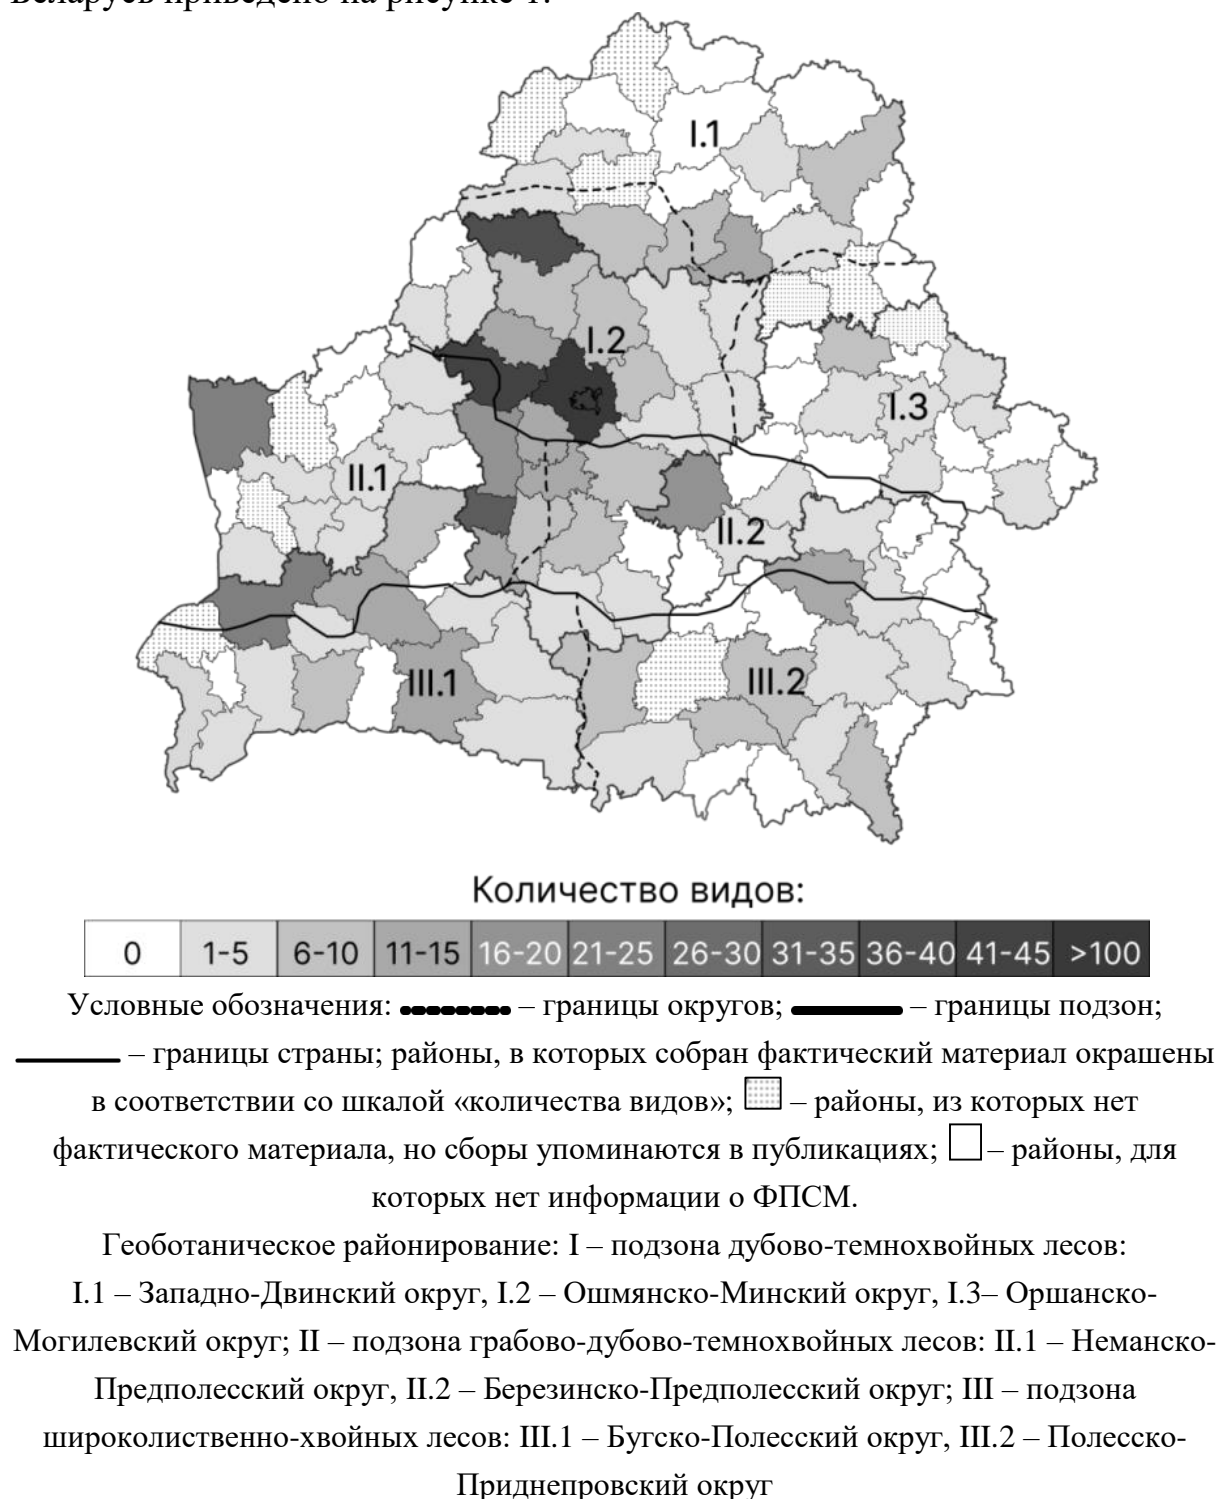 Беларусь приведено на рисунке 1.
I.1
I.2
I.3
II.1
II.2
III.1
III.2
Количество видов:
0 1-5 6-10 11-15 16-20 21-25 26-30 31-35 36-40 41-45 >100
Условные обозначения: – границы округов; – границы подзон;
– границы страны; районы, в которых собран фактический материал окрашены
в соответствии со шкалой «количества видов»; – районы, из которых нет
фактического материала, но сборы упоминаются в публикациях; – районы, для
которых нет информации о ФПСМ.
Геоботаническое районирование: I – подзона дубово-темнохвойных лесов:
I.1 – Западно-Двинский округ, I.2 – Ошмянско-Минский округ, I.3– Оршанско-
Могилевский округ; II – подзона грабово-дубово-темнохвойных лесов: II.1 – Неманско-
Предполесский округ, II.2 – Березинско-Предполесский округ; III – подзона
широколиственно-хвойных лесов: III.1 – Бугско-Полесский округ, III.2 – Полесско-
Приднепровский округ